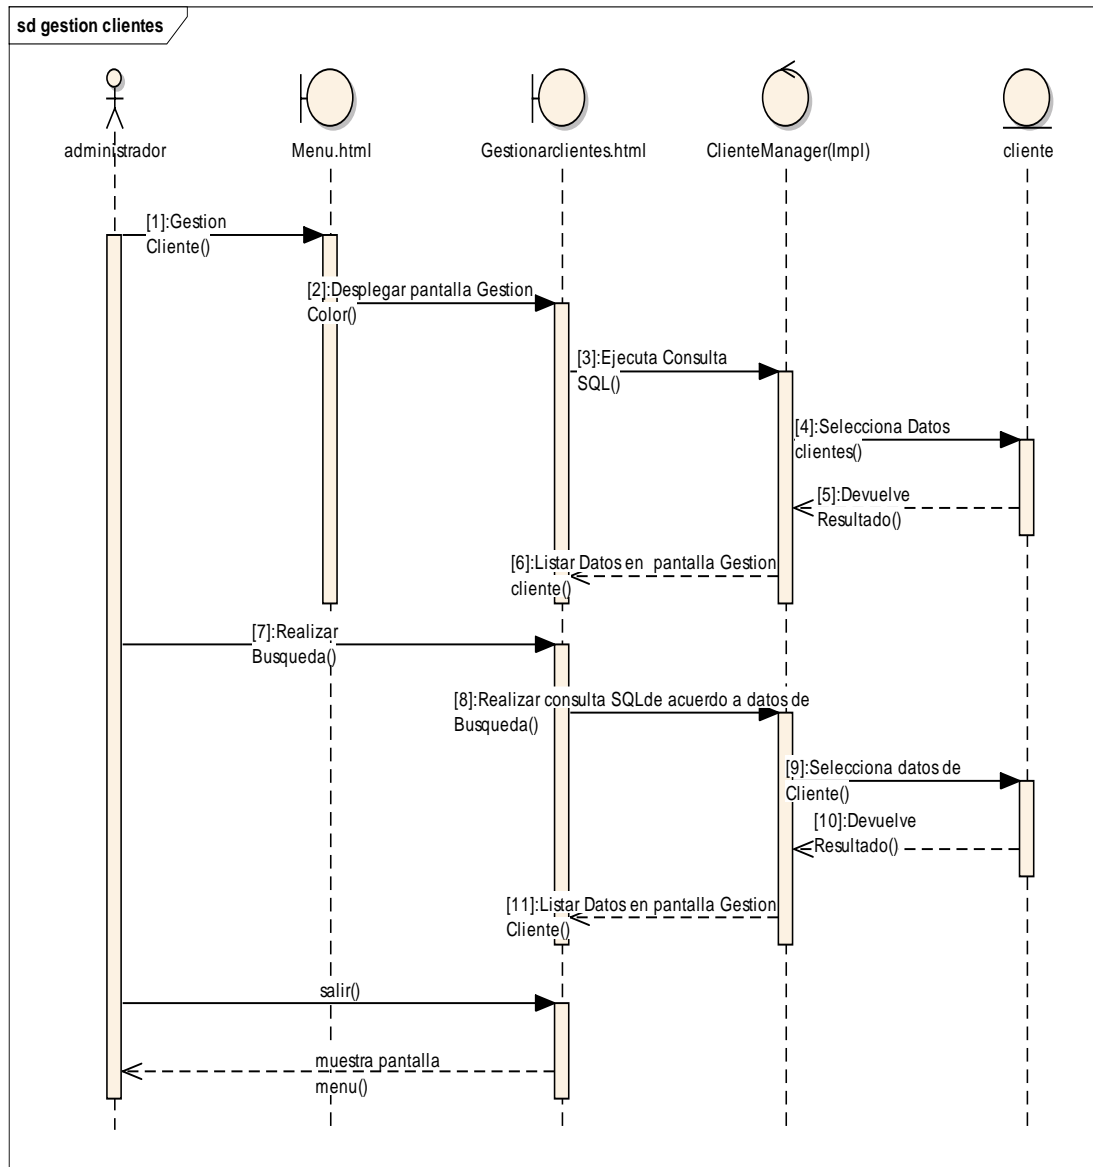 sd gestion clientes
administrador
Menu.html
Gestionarclientes.html
ClienteManager(Impl)
cliente
[1]:Gestion
Cliente()
[2]:Desplegar pantalla Gestion
Color()
[3]:Ejecuta Consulta
SQL()
[4]:Selecciona Datos
clientes()
[5]:Devuelve
Resultado()
[6]:Listar Datos en pantalla Gestion
cliente()
[7]:Realizar
Busqueda()
[8]:Realizar consulta SQLde acuerdo a datos de
Busqueda()
[9]:Selecciona datos de
Cliente()
[10]:Devuelve
Resultado()
[11]:Listar Datos en pantalla Gestion
Cliente()
salir()
muestra pantalla
menu()